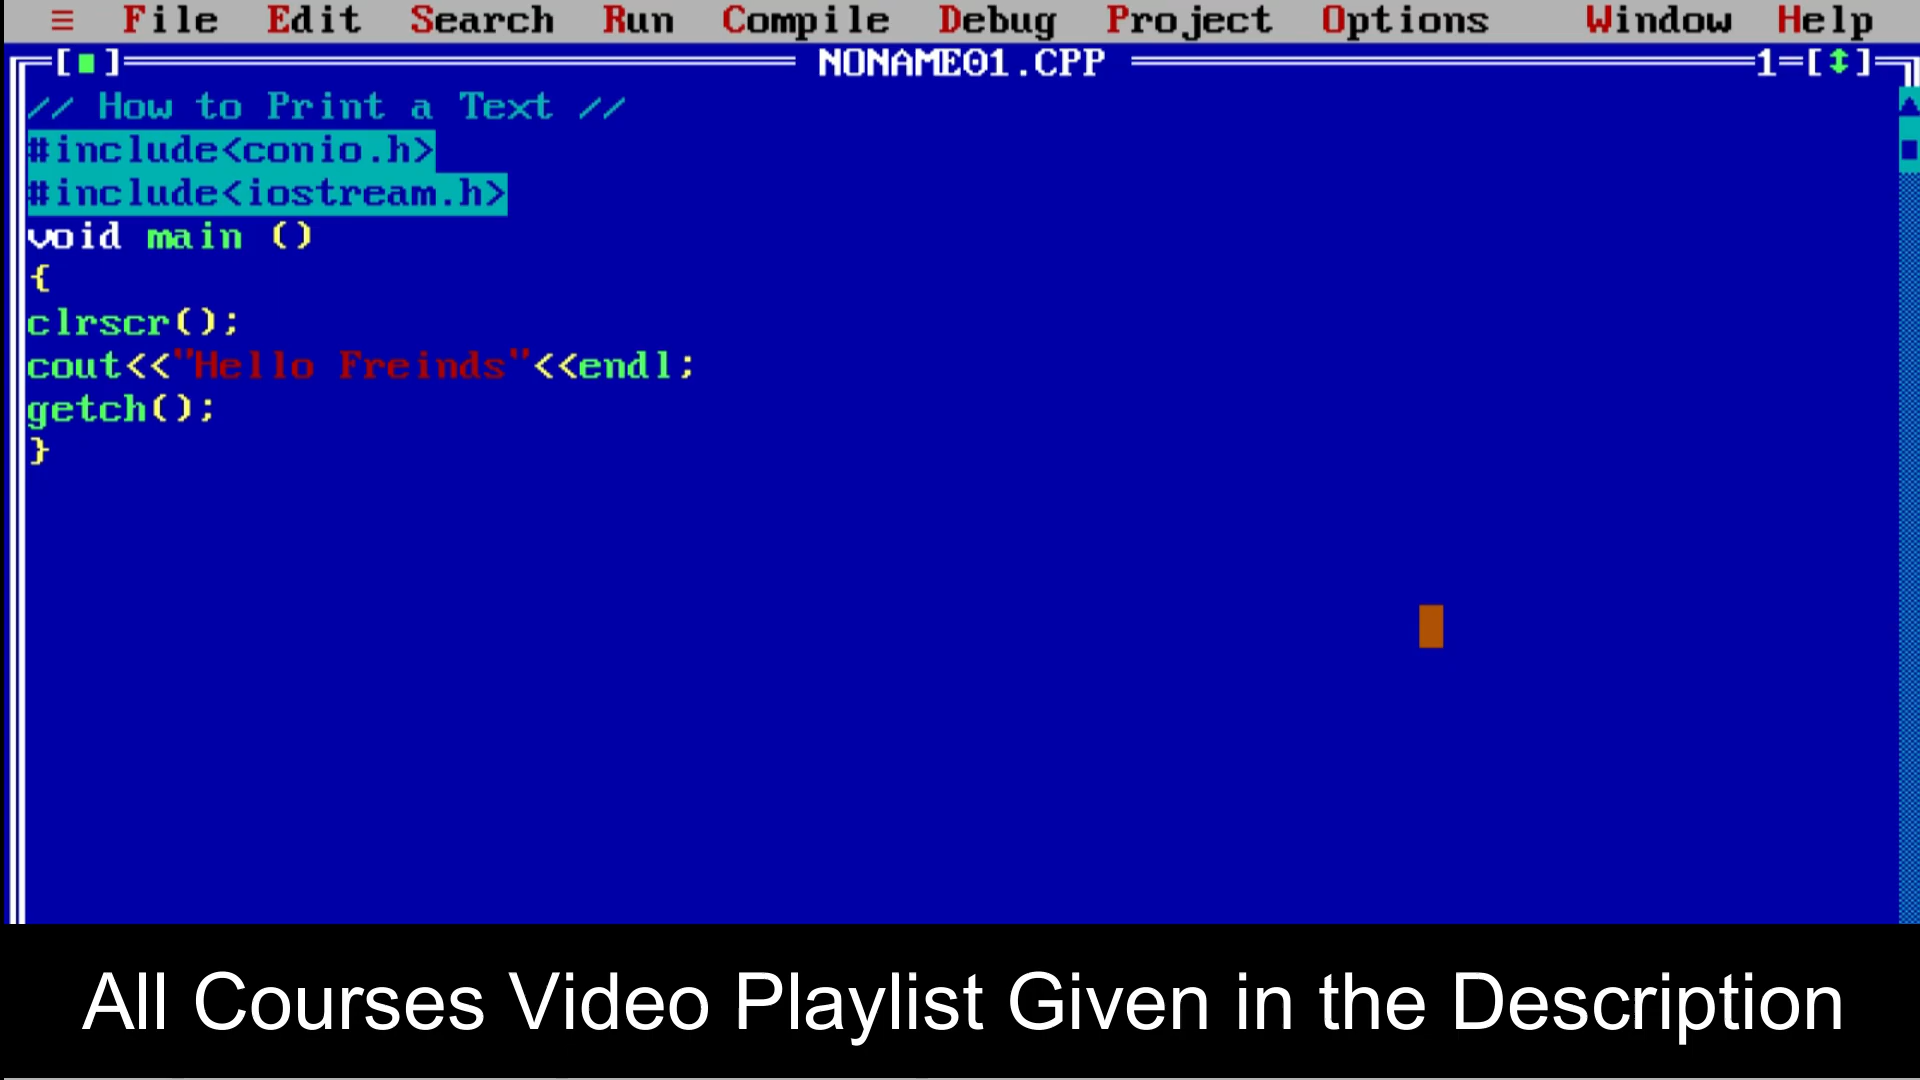 ≡ File Edit Search Run Compile Debug Project Options Window Help
[■] NONAME01.CPP 1=[↕]
// How to Print a Text //
#include<conio.h>
#include<iostream.h>
void main ()
{
clrscr();
cout<<"Hello Freinds"<<endl;
getch();
}
All Courses Video Playlist Given in the Description